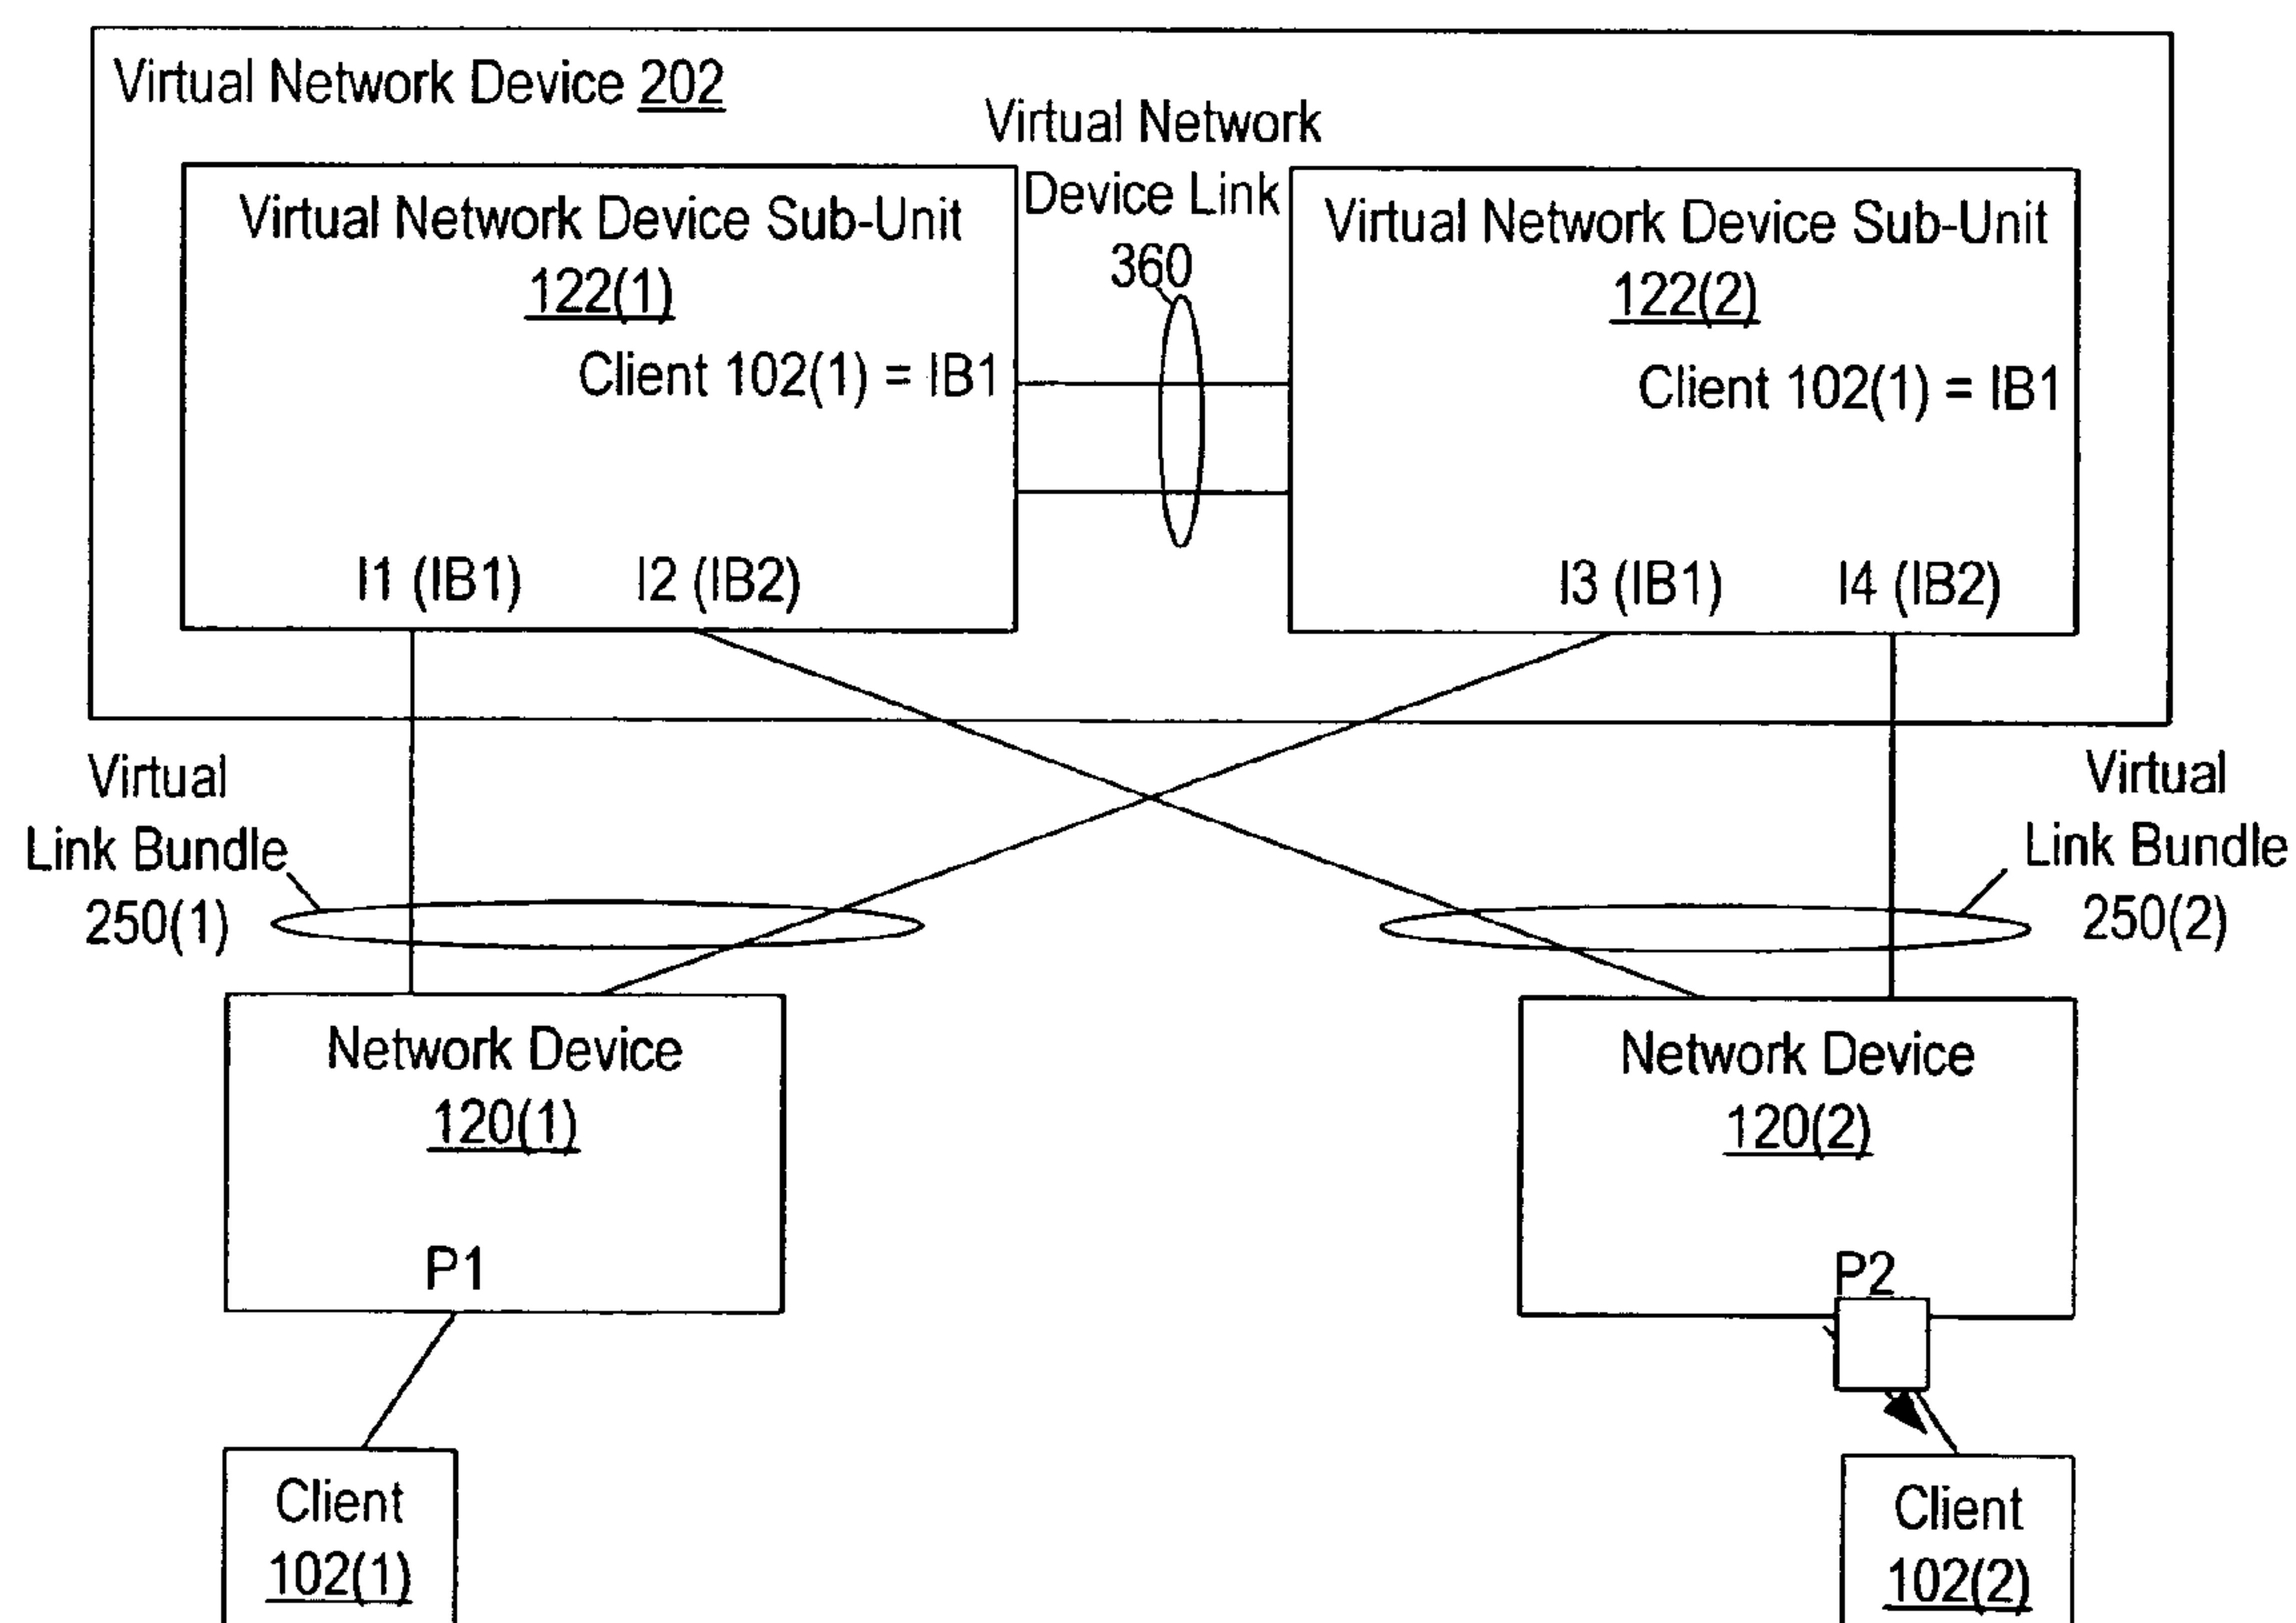 Virtual Network Device 202
Virtual Network
Device Link
360
Virtual Network Device Sub-Unit
122(1)
Client 102(1) = IB1
I1 (IB1)
I2 (IB2)
Virtual Network Device Sub-Unit
122(2)
Client 102(1) = IB1
I3 (IB1)
I4 (IB2)
Virtual
Link Bundle
250(1)
Virtual
Link Bundle
250(2)
Network Device
120(1)
P1
Network Device
120(2)
P2
Client
102(1)
Client
102(2)